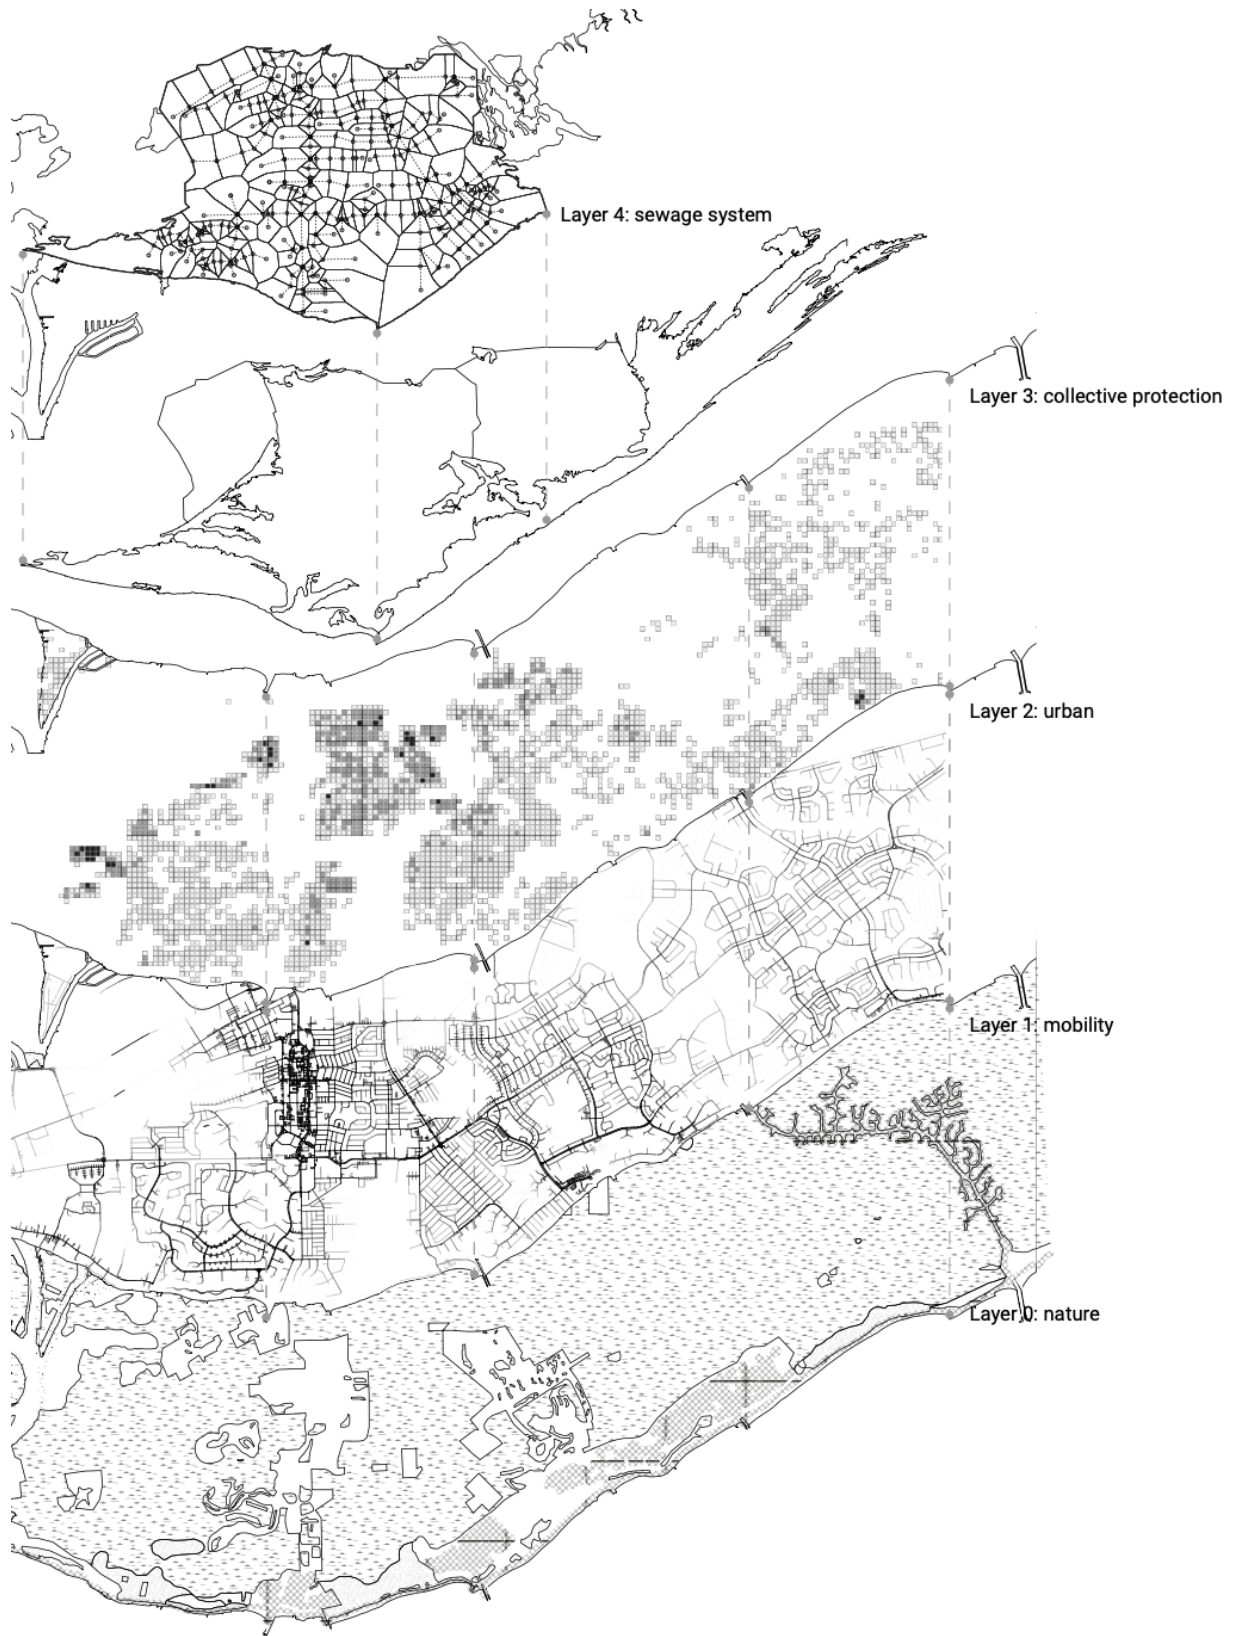 Layer 4: sewage system
Layer 3: collective protection
Layer 2: urban
Layer 1: mobility
Layer 0: nature